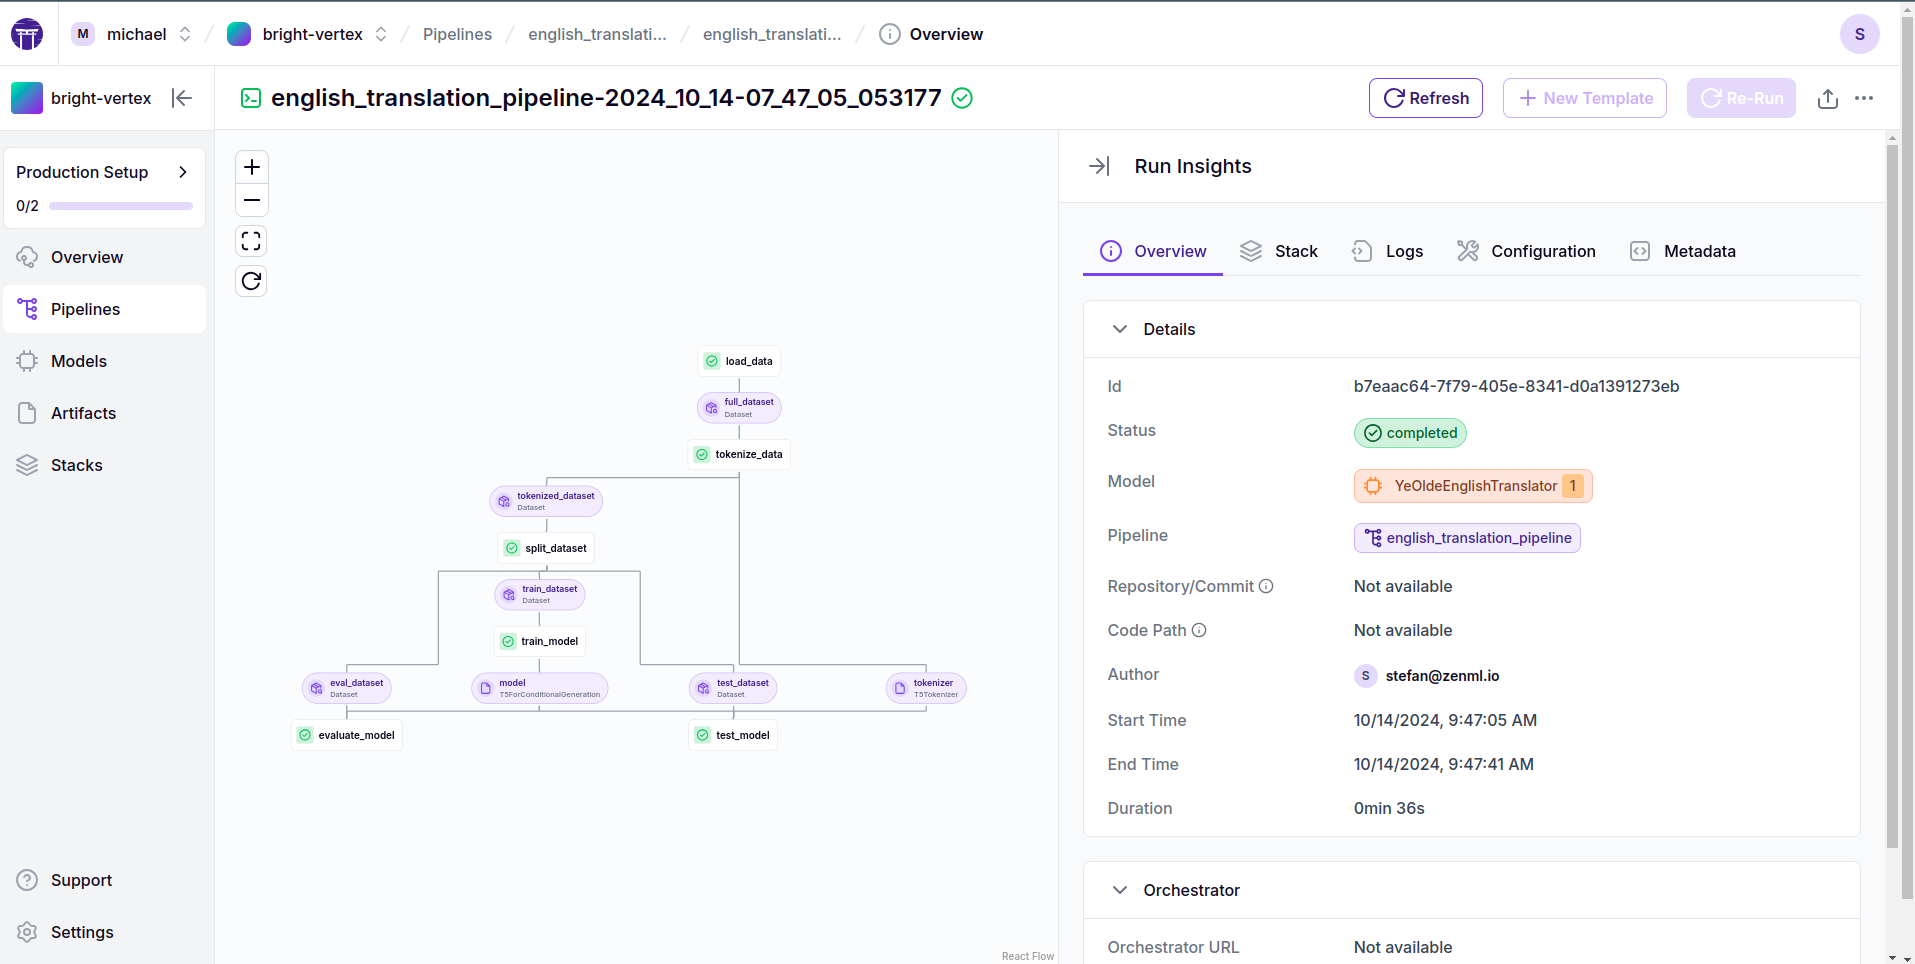 M michael / bright-vertex / Pipelines / english_translati... / english_translati... / Overview S
bright-vertex
english_translation_pipeline-2024_10_14-07_47_05_053177
Refresh
New Template
Re-Run
Production Setup
0/2
Overview
Pipelines
Models
Artifacts
Stacks
Support
Settings
load_data
full_dataset
Dataset
tokenize_data
tokenized_dataset
Dataset
split_dataset
train_dataset
Dataset
train_model
eval_dataset
Dataset
model
T5ForConditionalGeneration
test_dataset
Dataset
tokenizer
T5Tokenizer
evaluate_model
test_model
React Flow
Run Insights
Overview Stack Logs Configuration Metadata
Details
Id b7eaac64-7f79-405e-8341-d0a1391273eb
Status completed
Model YeOldeEnglishTranslator 1
Pipeline english_translation_pipeline
Repository/Commit Not available
Code Path Not available
Author S stefan@zenml.io
Start Time 10/14/2024, 9:47:05 AM
End Time 10/14/2024, 9:47:41 AM
Duration 0min 36s
Orchestrator
Orchestrator URL Not available